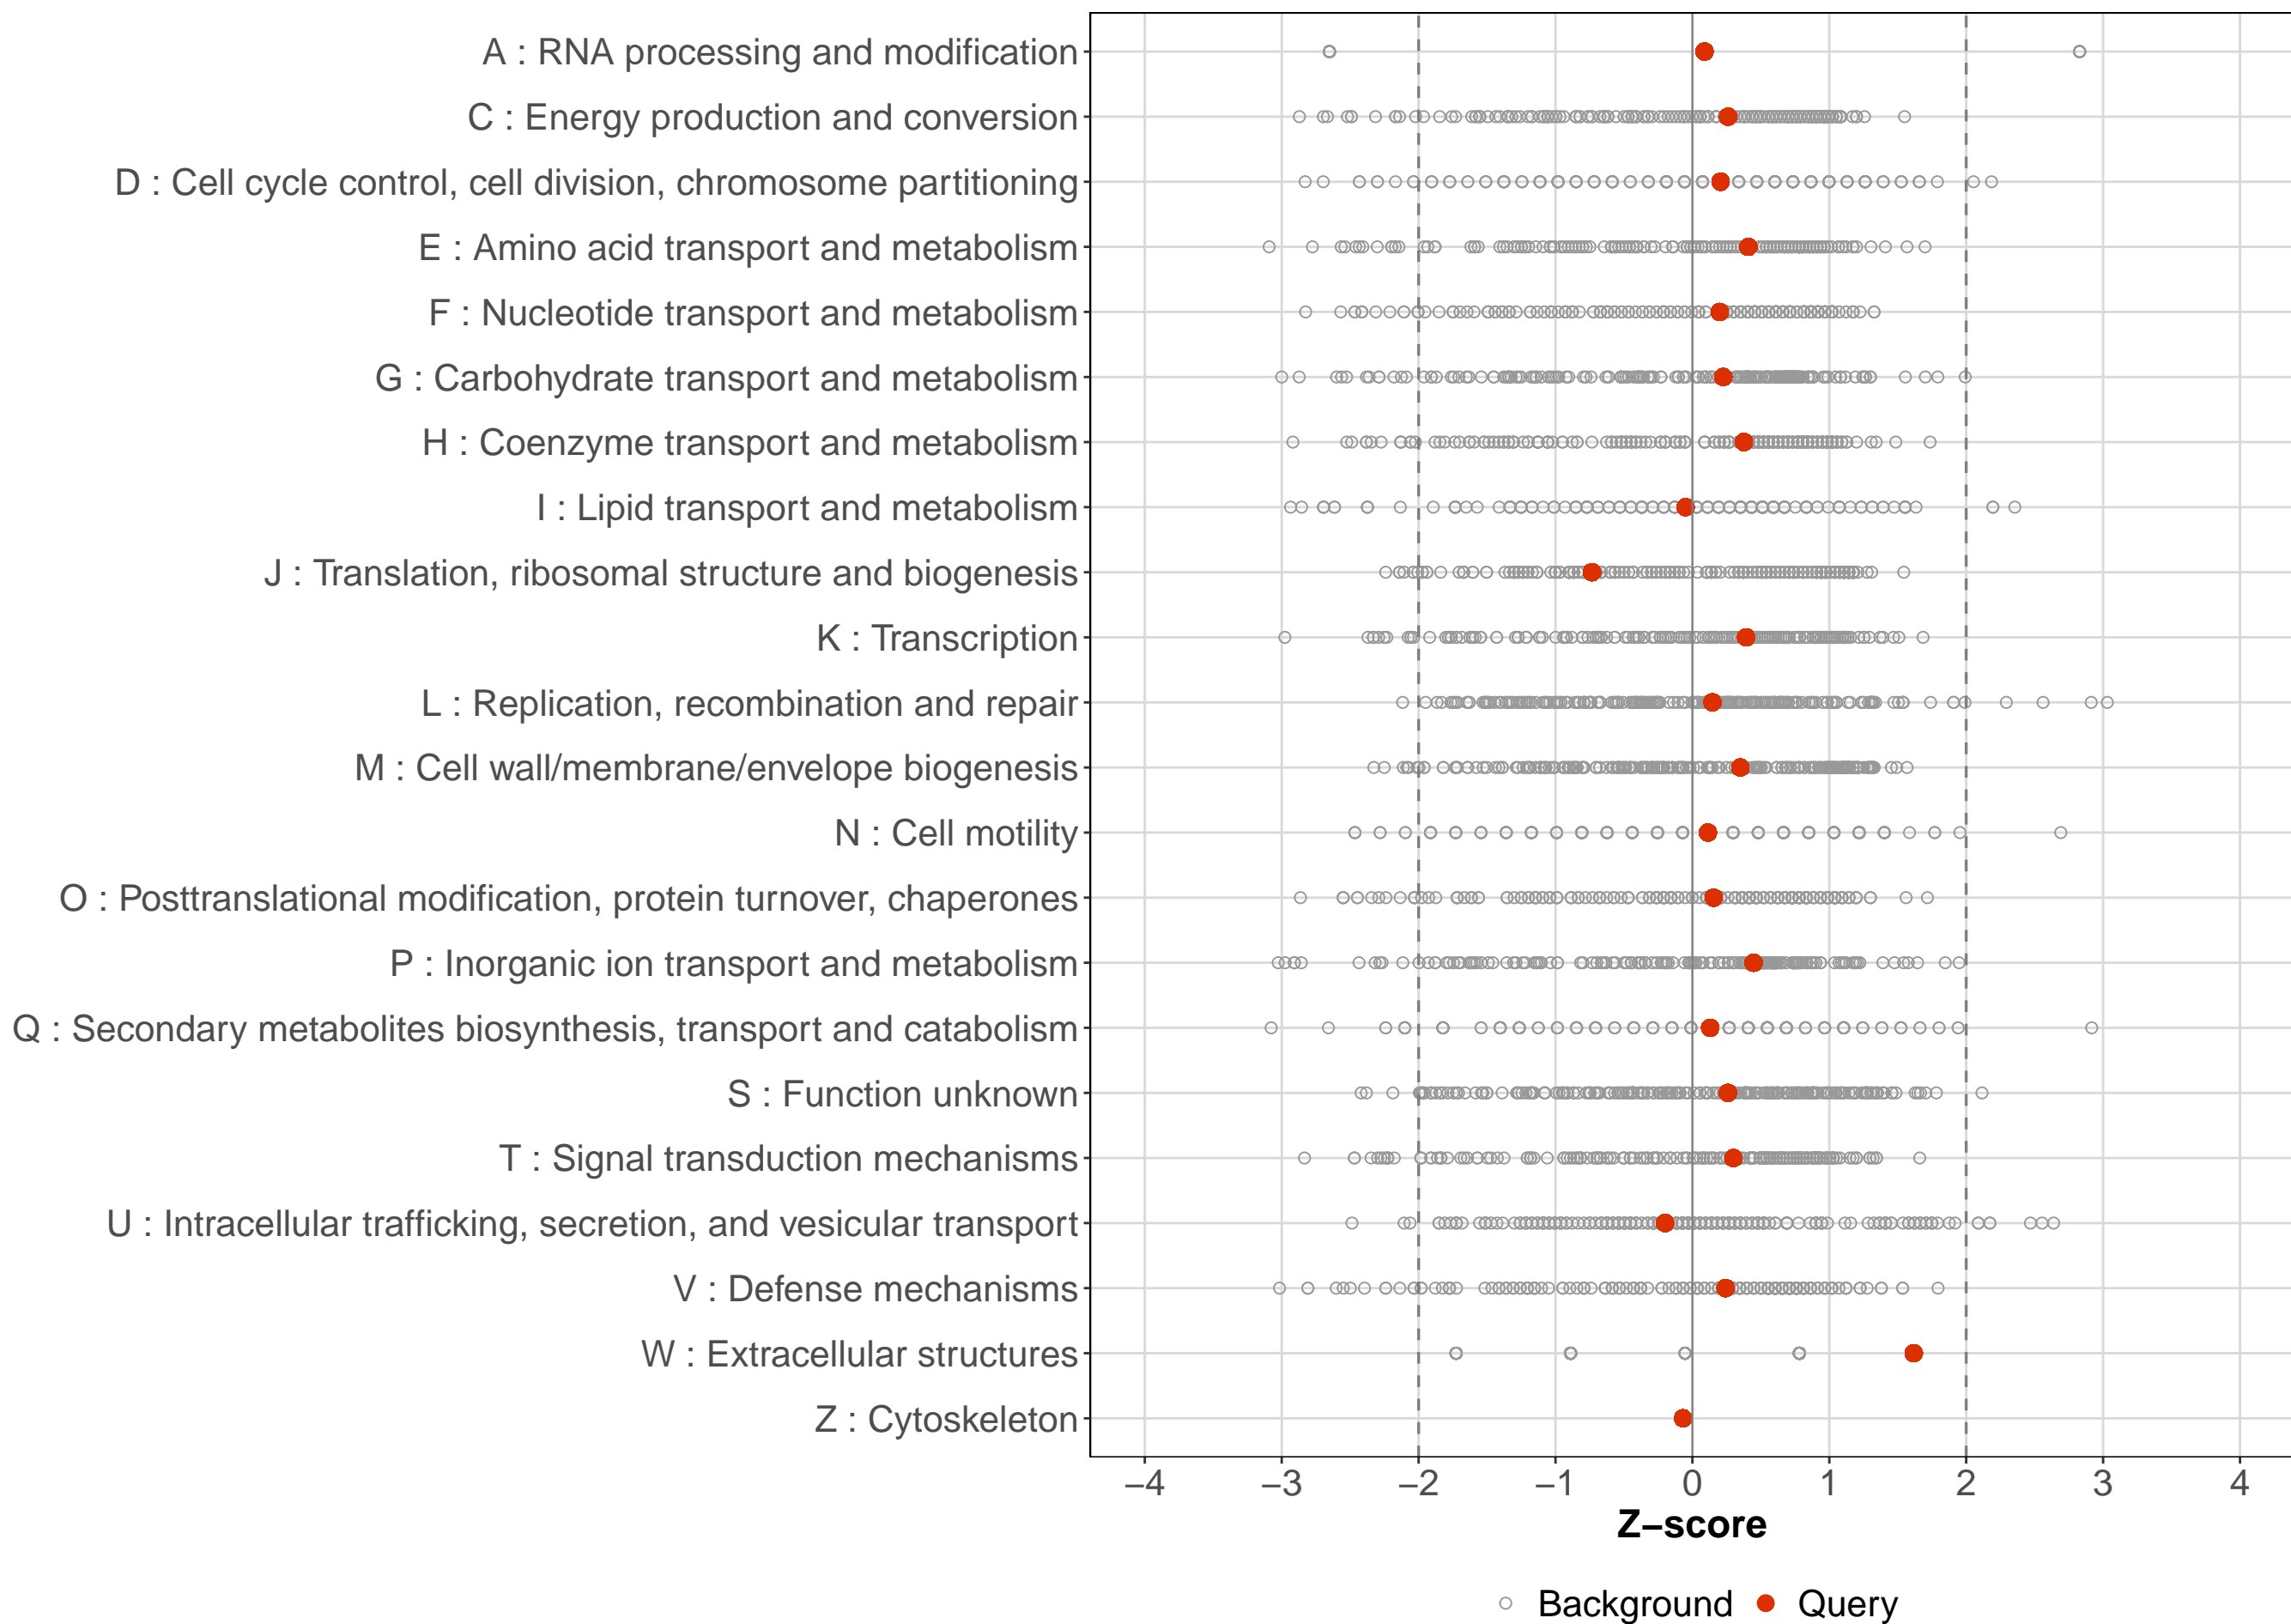 A : RNA processing and modification
C : Energy production and conversion
D : Cell cycle control, cell division, chromosome partitioning
E : Amino acid transport and metabolism
F : Nucleotide transport and metabolism
G : Carbohydrate transport and metabolism
H : Coenzyme transport and metabolism
I : Lipid transport and metabolism
J : Translation, ribosomal structure and biogenesis
K : Transcription
L : Replication, recombination and repair
M : Cell wall/membrane/envelope biogenesis
N : Cell motility
O : Posttranslational modification, protein turnover, chaperones
P : Inorganic ion transport and metabolism
Q : Secondary metabolites biosynthesis, transport and catabolism
S : Function unknown
T : Signal transduction mechanisms
U : Intracellular trafficking, secretion, and vesicular transport
V : Defense mechanisms
W : Extracellular structures
Z : Cytoskeleton
−4 −3 −2 −1 0 1 2 3 4
Z−score
Background Query